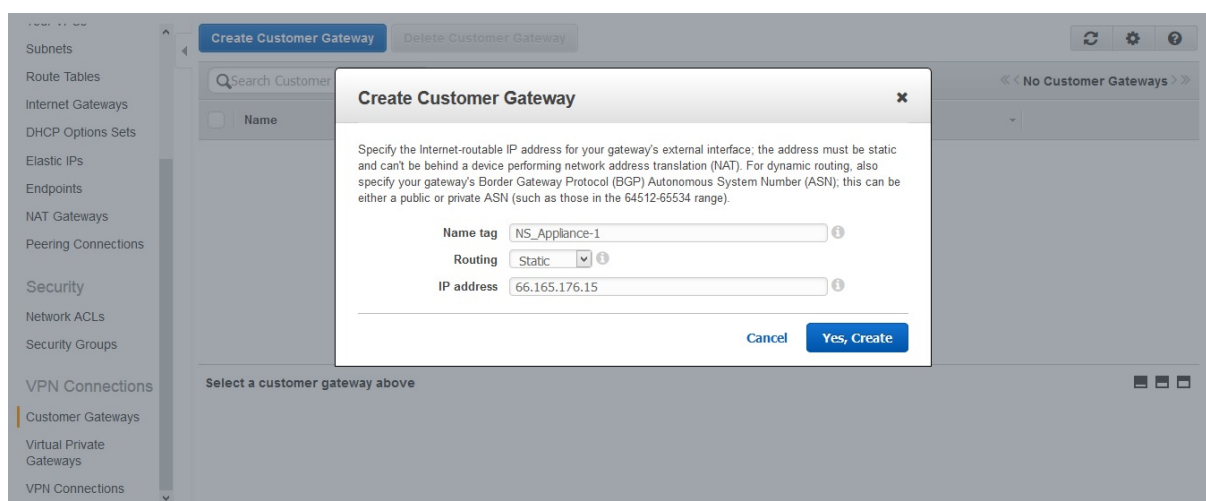 Subnets
Route Tables
Internet Gateways
DHCP Options Sets
Elastic IPs
Endpoints
NAT Gateways
Peering Connections
Security
Network ACLs
Security Groups
VPN Connections
Customer Gateways
Virtual Private
Gateways
VPN Connections
Create Customer Gateway
Delete Customer Gateway
Search Customer
No Customer Gateways
Name
Create Customer Gateway
Specify the Internet-routable IP address for your gateway's external interface; the address must be static
and can't be behind a device performing network address translation (NAT). For dynamic routing, also
specify your gateway's Border Gateway Protocol (BGP) Autonomous System Number (ASN); this can be
either a public or private ASN (such as those in the 64512-65534 range).
Name tag NS_Appliance-1
Routing Static
IP address 66.165.176.15
Cancel Yes, Create
Select a customer gateway above